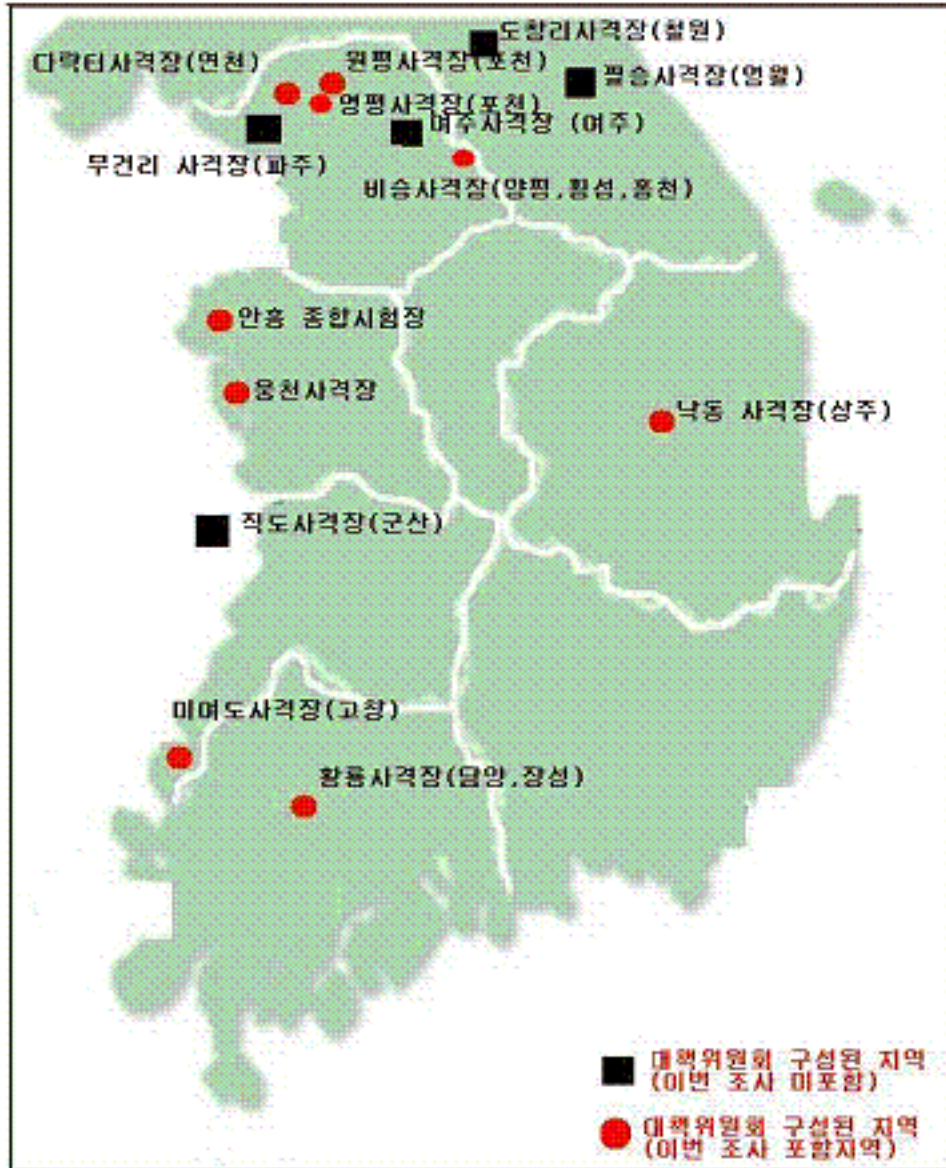 도창리사격장(철원)
다락터사격장(연천)
원평사격장(포천)
필승사격장(영월)
영평사격장(포천)
여주사격장 (여주)
무건리 사격장(파주)
비승사격장(양평,횡성,홍천)
안흥 종합시험장
웅천사격장
낙동 사격장(상주)
직도사격장(군산)
미여도사격장(고창)
황룡사격장(담양,장성)
대책위원회 구성된 지역
(이번 조사 미포함)
대책위원회 구성된 지역
(이번 조사 포함지역)